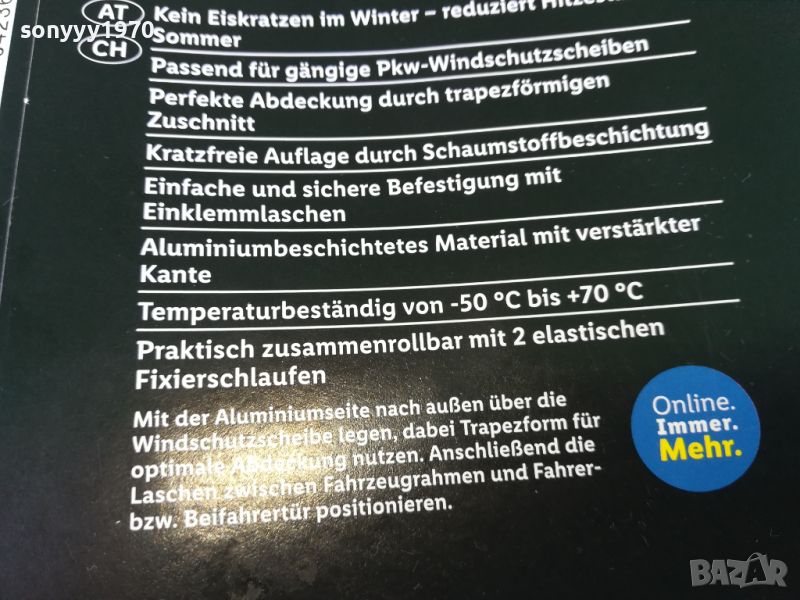 sonyyy1970
AT
CH
Kein Eiskratzen im Winter – reduziert
Sommer
Passend für gängige Pkw-Windschutzscheiben
Perfekte Abdeckung durch trapezförmigen
Zuschnitt
Kratzfreie Auflage durch Schaumstoffbeschichtung
Einfache und sichere Befestigung mit
Einklemmlaschen
Aluminiumbeschichtetes Material mit verstärkter
Kante
Temperaturbeständig von -50 °C bis +70 °C
Praktisch zusammenrollbar mit 2 elastischen
Fixierschlaufen
Mit der Aluminiumseite nach außen über die
Windschutzscheibe legen, dabei Trapezform für
optimale Abdeckung nutzen. Anschließend die
Laschen zwischen Fahrzeugrahmen und Fahrer-
bzw. Beifahrertür positionieren.
Online.
Immer.
Mehr.
BAZAR